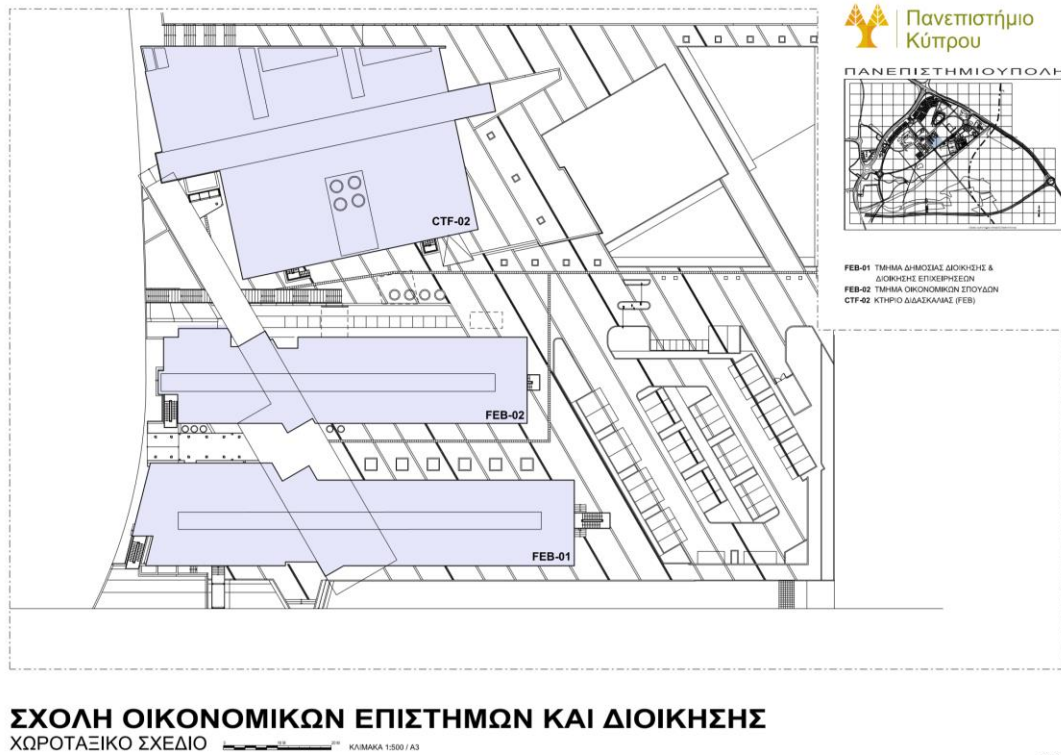 Πανεπιστήμιο
Κύπρου
ΠΑΝΕΠΙΣΤΗΜΙΟΥΠΟΛΗ
CTF-02
FEB-01 ΤΜΗΜΑ ΔΗΜΟΣΙΑΣ ΔΙΟΙΚΗΣΗΣ &
ΔΙΟΙΚΗΣΗΣ ΕΠΙΧΕΙΡΗΣΕΩΝ
FEB-02 ΤΜΗΜΑ ΟΙΚΟΝΟΜΙΚΩΝ ΣΠΟΥΔΩΝ
CTF-02 ΚΤΗΡΙΟ ΔΙΔΑΣΚΑΛΙΑΣ (FEB)
FEB-02
FEB-01
ΣΧΟΛΗ ΟΙΚΟΝΟΜΙΚΩΝ ΕΠΙΣΤΗΜΩΝ ΚΑΙ ΔΙΟΙΚΗΣΗΣ
ΧΩΡΟΤΑΞΙΚΟ ΣΧΕΔΙΟ ΚΛΙΜΑΚΑ 1:500 / A3